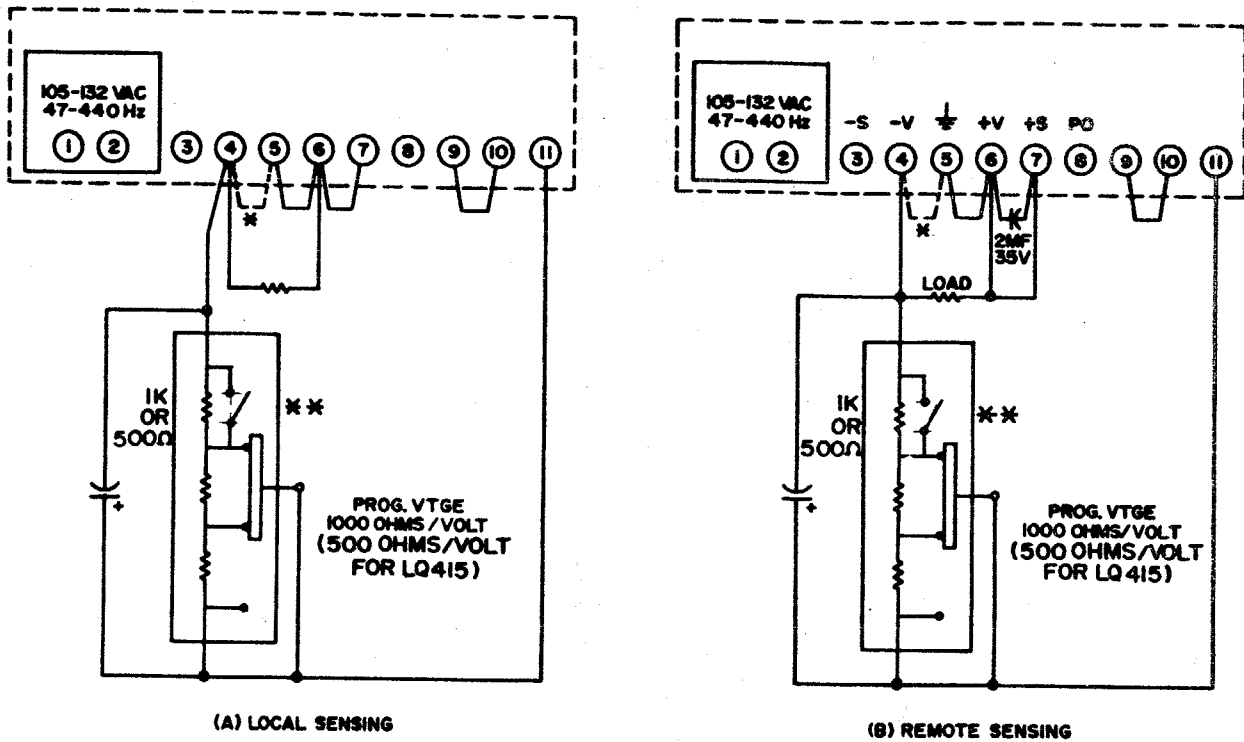 105-132 VAC
47-440 Hz
1 2 3 4 5 6 7 8 9 10 11
*
1K
OR
500Ω
**
+
PROG. VTGE
1000 OHMS/VOLT
(500 OHMS/VOLT
FOR LQ415)
(A) LOCAL SENSING
105-132 VAC
47-440 Hz
-S -V +V +S PO
1 2 3 4 5 6 7 8 9 10 11
*
2MF
35V
LOAD
1K
OR
500Ω
**
+
PROG. VTGE
1000 OHMS/VOLT
(500 OHMS/VOLT
FOR LQ415)
(B) REMOTE SENSING